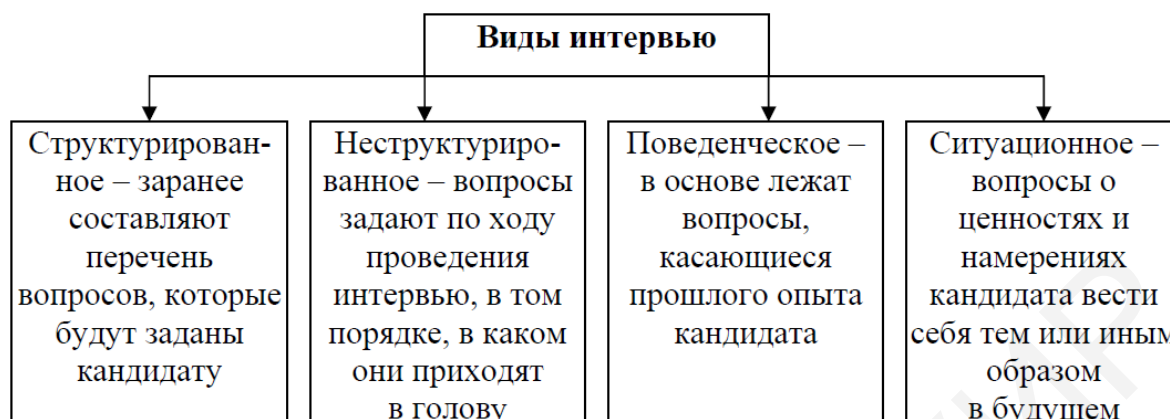 Виды интервью
Структурирован-
ное – заранее
составляют
перечень
вопросов, которые
будут заданы
кандидату
Неструктуриро-
ванное – вопросы
задают по ходу
проведения
интервью, в том
порядке, в каком
они приходят
в голову
Поведенческое –
в основе лежат
вопросы,
касающиеся
прошлого опыта
кандидата
Ситуационное –
вопросы о
ценностях и
намерениях
кандидата вести
себя тем или иным
образом
в будущем